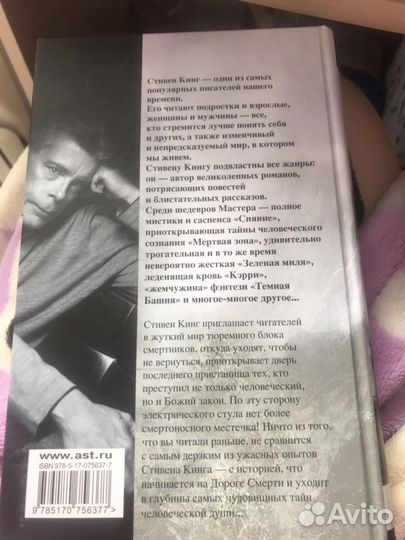 Стивен Кинг — один из самых
популярных писателей нашего
времени.
Его читают подростки и взрослые,
женщины и мужчины — все,
кто стремится лучше понять себя
и других, а также изменчивый
и непредсказуемый мир, в котором
мы живем.
Стивену Кингу подвластны все жанры:
он — автор великолепных романов,
потрясающих повестей
и блистательных рассказов.
Среди шедевров Мастера — полное
мистики и саспенса «Сияние»,
приоткрывающая тайны человеческого
сознания «Мертвая зона», удивительно
трогательная и в то же время
невероятно жесткая «Зеленая миля»,
леденящая кровь «Кэрри»,
«жемчужина» фэнтези «Темная
Башня» и многое-многое другое...
Стивен Кинг приглашает читателей
в жуткий мир тюремного блока
смертников, откуда уходят, чтобы
не вернуться, приоткрывает дверь
последнего пристанища тех, кто
преступил не только человеческий,
но и Божий закон. По эту сторону
электрического стула нет более
смертоносного местечка! Ничто из того,
что вы читали раньше, не сравнится
с самым дерзким из ужасных опытов
Стивена Кинга — с историей, что
начинается на Дороге Смерти и уходит
в глубины самых чудовищных тайн
человеческой души...
www.ast.ru
ISBN 978-5-17-075637-7
9 785170 756377 >
Avito